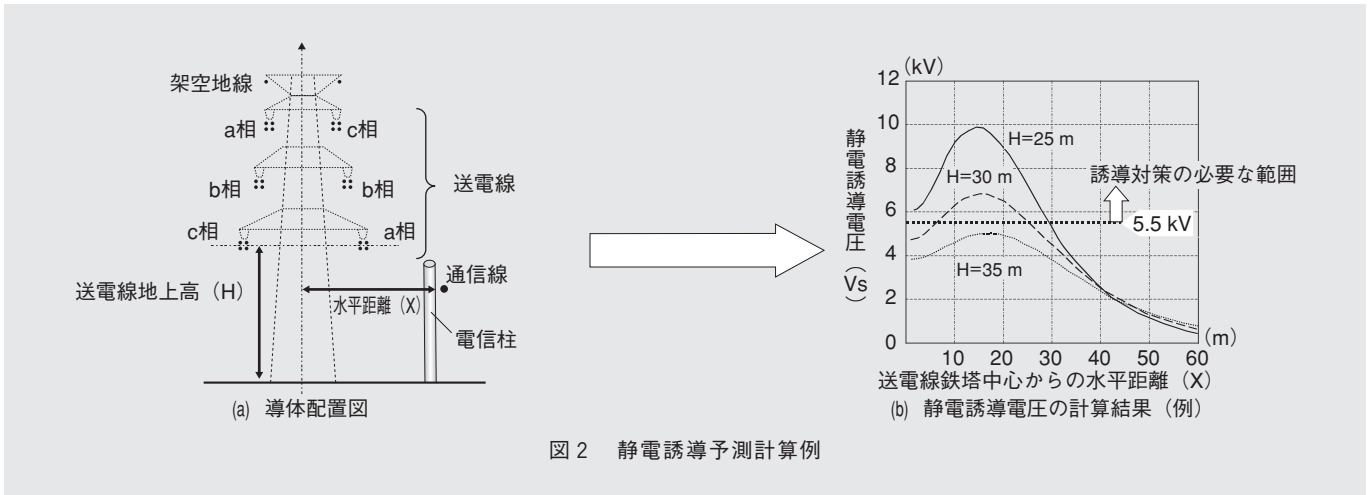 架空地線
a相
c相
b相
b相
送電線
c相
a相
通信線
送電線地上高（H）
水平距離（X）
電信柱
(a) 導体配置図
(kV)
12
10
8
6
4
2
0
静電誘導電圧（Vs）
H=25 m
H=30 m
H=35 m
誘導対策の必要な範囲
5.5 kV
(m)
10 20 30 40 50 60
送電線鉄塔中心からの水平距離（X）
(b) 静電誘導電圧の計算結果（例）
図2 静電誘導予測計算例